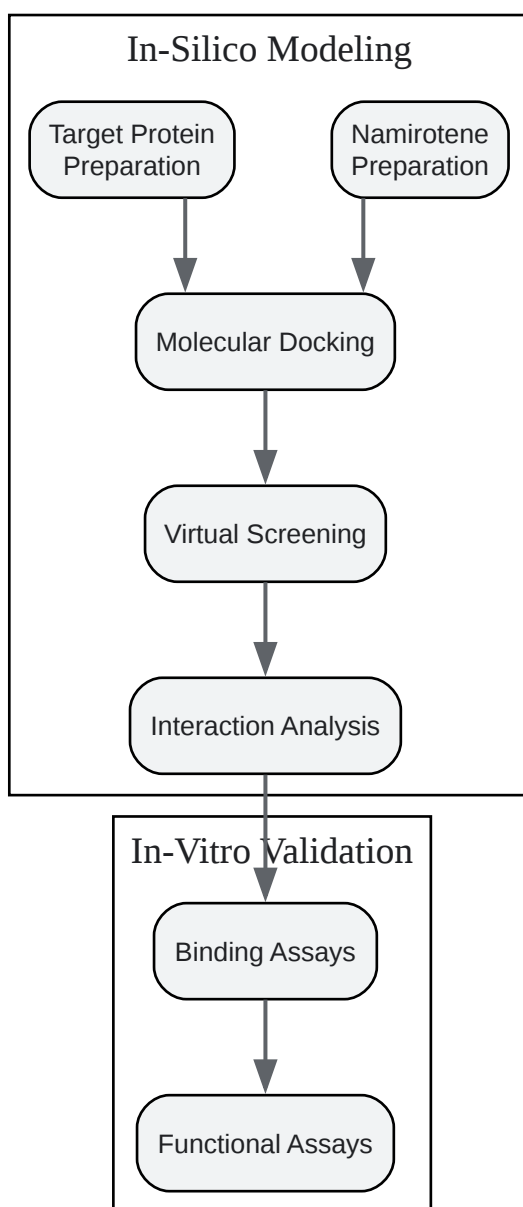 In-Silico Modeling
Target Protein
Preparation
Namirotene
Preparation
Molecular Docking
Virtual Screening
Interaction Analysis
In-Vitro Validation
Binding Assays
Functional Assays